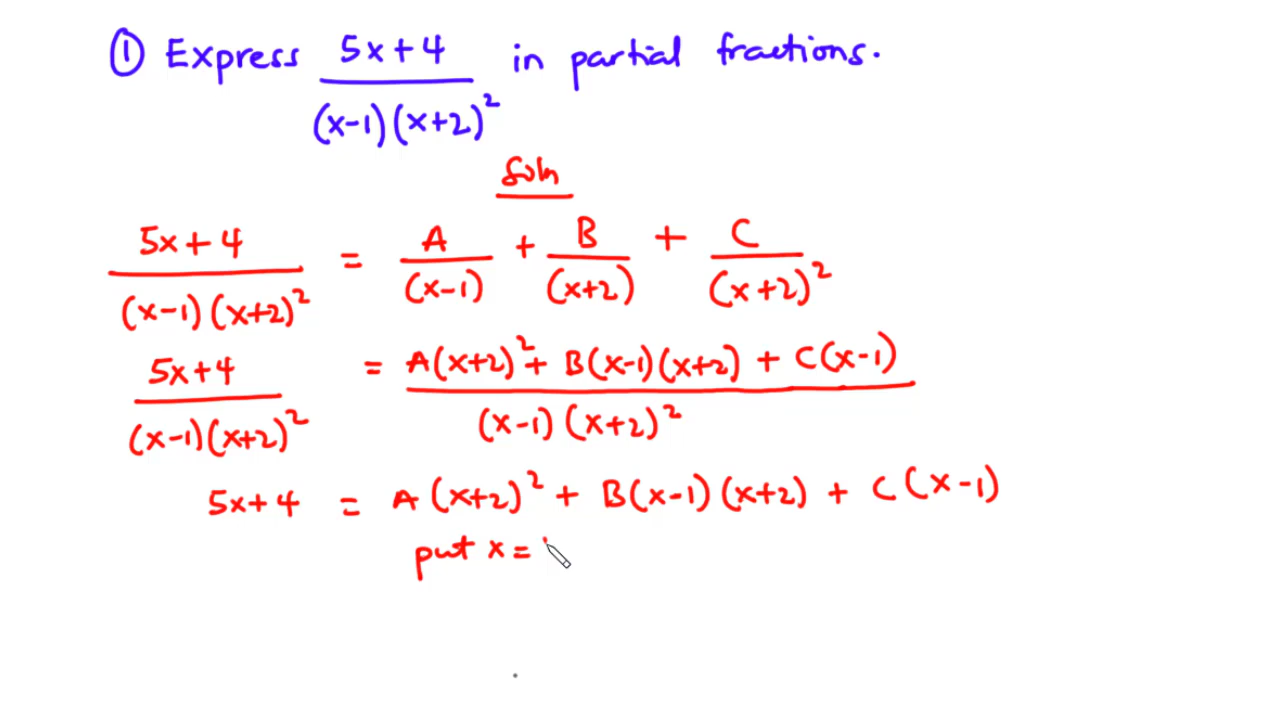 ① Express (5x+4)/((x-1)(x+2)²) in partial fractions.
Soln
(5x+4)/((x-1)(x+2)²) = A/(x-1) + B/(x+2) + C/(x+2)²
(5x+4)/((x-1)(x+2)²) = (A(x+2)² + B(x-1)(x+2) + C(x-1))/((x-1)(x+2)²)
5x+4 = A(x+2)² + B(x-1)(x+2) + C(x-1)
put x =